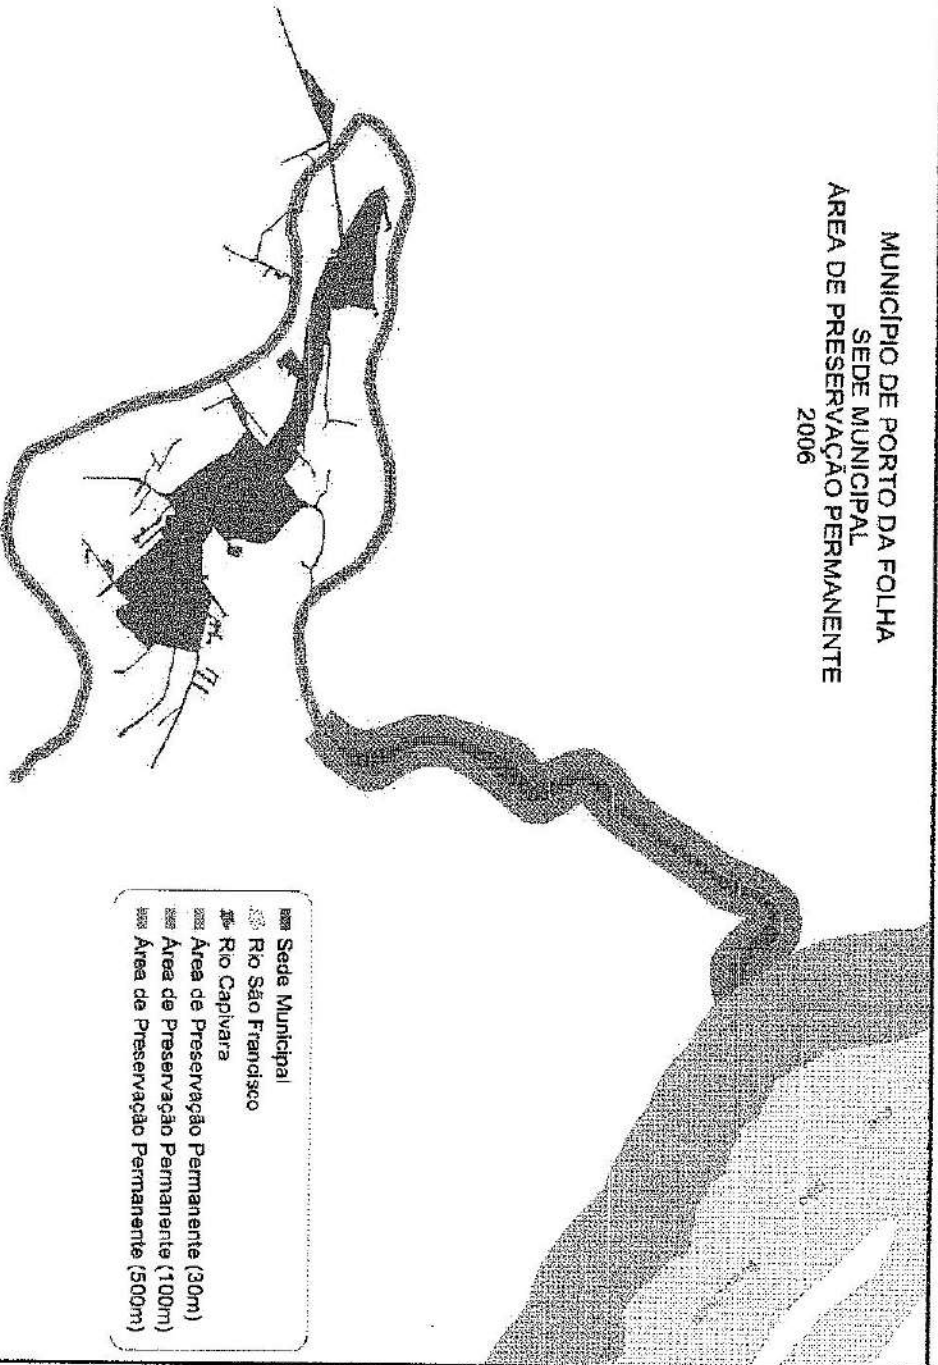 MUNICÍPIO DE PORTO DA FOLHA
SEDE MUNICIPAL
ÁREA DE PRESERVAÇÃO PERMANENTE
2006
Sede Municipal
Rio São Francisco
Rio Capivara
Área de Preservação Permanente (30m)
Área de Preservação Permanente (100m)
Área de Preservação Permanente (500m)